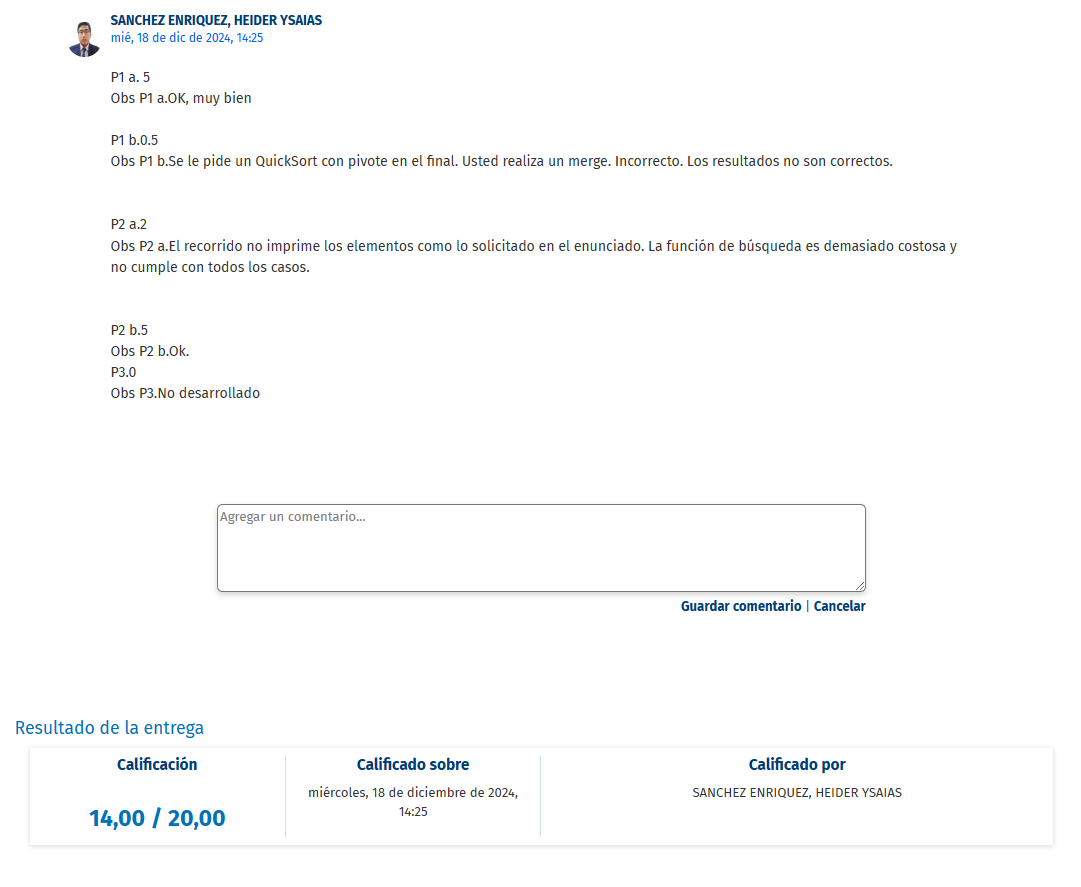 SANCHEZ ENRIQUEZ, HEIDER YSAIAS
mié, 18 de dic de 2024, 14:25
P1 a. 5
Obs P1 a.OK, muy bien
P1 b.0.5
Obs P1 b.Se le pide un QuickSort con pivote en el final. Usted realiza un merge. Incorrecto. Los resultados no son correctos.
P2 a.2
Obs P2 a.El recorrido no imprime los elementos como lo solicitado en el enunciado. La función de búsqueda es demasiado costosa y
no cumple con todos los casos.
P2 b.5
Obs P2 b.Ok.
P3.0
Obs P3.No desarrollado
Agregar un comentario...
Guardar comentario | Cancelar
Resultado de la entrega
Calificación
14,00 / 20,00
Calificado sobre
miércoles, 18 de diciembre de 2024,
14:25
Calificado por
SANCHEZ ENRIQUEZ, HEIDER YSAIAS